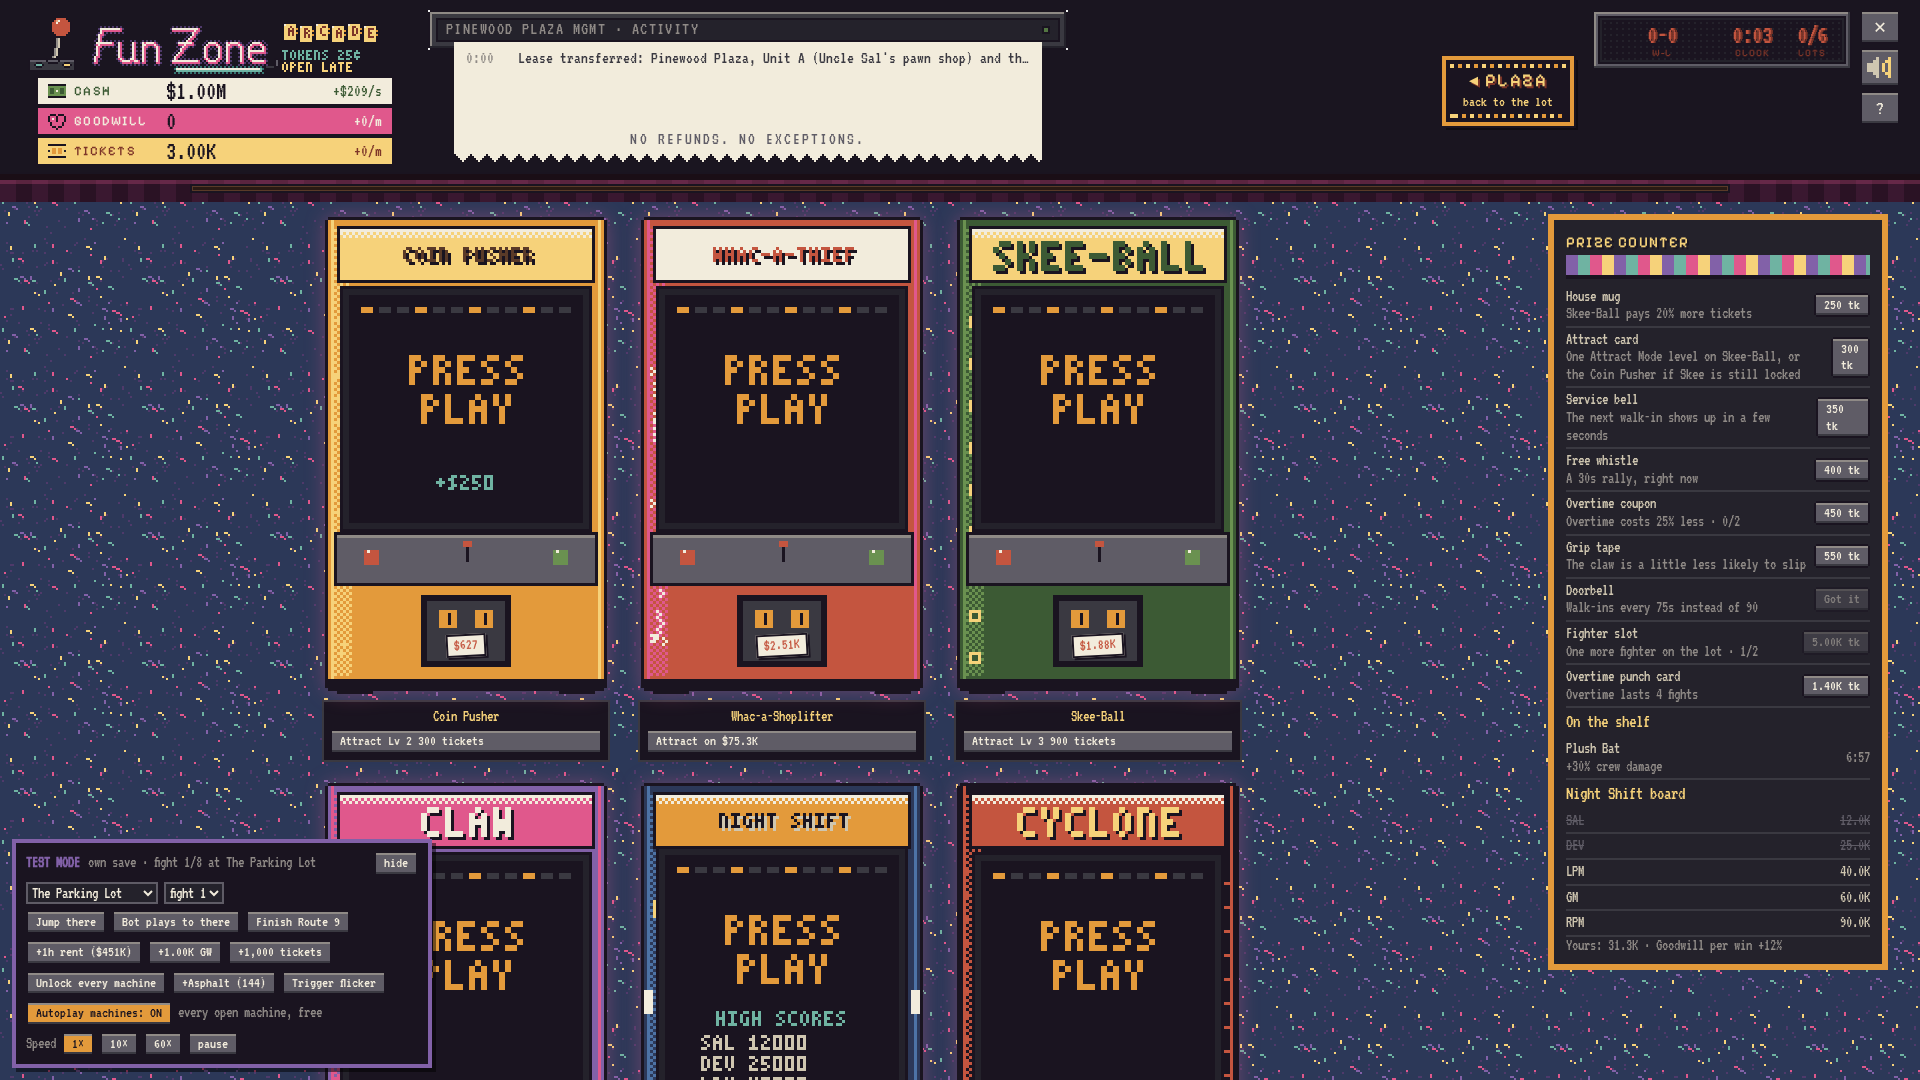 Fun Zone
ARCADE
TOKENS 25¢
OPEN LATE
CASH $1.00M +$209/s
GOODWILL 0 +0/m
TICKETS 3.00K +0/m
PINEWOOD PLAZA MGMT · ACTIVITY
0:00 Lease transferred: Pinewood Plaza, Unit A (Uncle Sal's pawn shop) and th…
NO REFUNDS. NO EXCEPTIONS.
◀ PLAZA
back to the lot
0-0 0:03 0/6
W-L CLOCK LOTS
×
?
COIN PUSHER
PRESS
PLAY
+$250
$627
Coin Pusher
Attract Lv 2 300 tickets
WHAC-A-THIEF
PRESS
PLAY
$2.51K
Whac-a-Shoplifter
Attract on $75.3K
SKEE-BALL
PRESS
PLAY
$1.88K
Skee-Ball
Attract Lv 3 900 tickets
CLAW
PRESS
PLAY
NIGHT SHIFT
PRESS
PLAY
HIGH SCORES
SAL 12000
DEV 25000
CYCLONE
PRESS
PLAY
PRIZE COUNTER
House mug
Skee-Ball pays 20% more tickets
250 tk
Attract card
One Attract Mode level on Skee-Ball, or
the Coin Pusher if Skee is still locked
300
tk
Service bell
The next walk-in shows up in a few
seconds
350
tk
Free whistle
A 30s rally, right now
400 tk
Overtime coupon
Overtime costs 25% less · 0/2
450 tk
Grip tape
The claw is a little less likely to slip
550 tk
Doorbell
Walk-ins every 75s instead of 90
Got it
Fighter slot
One more fighter on the lot · 1/2
5.00K tk
Overtime punch card
Overtime lasts 4 fights
1.40K tk
On the shelf
Plush Bat
+30% crew damage
6:57
Night Shift board
SAL 12.0K
DEV 25.0K
LPM 40.0K
GM 60.0K
RPM 90.0K
Yours: 31.3K · Goodwill per win +12%
TEST MODE own save · fight 1/8 at The Parking Lot
hide
The Parking Lot fight 1
Jump there Bot plays to there Finish Route 9
+1h rent ($451K) +1.00K GW +1,000 tickets
Unlock every machine +Asphalt (144) Trigger flicker
Autoplay machines: ON every open machine, free
Speed 1× 10× 60× pause